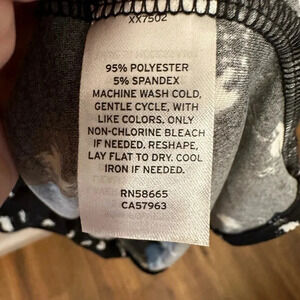 XX7502
95% POLYESTER
5% SPANDEX
MACHINE WASH COLD,
GENTLE CYCLE, WITH
LIKE COLORS. ONLY
NON-CHLORINE BLEACH
IF NEEDED. RESHAPE,
LAY FLAT TO DRY. COOL
IRON IF NEEDED.
RN58665
CA57963